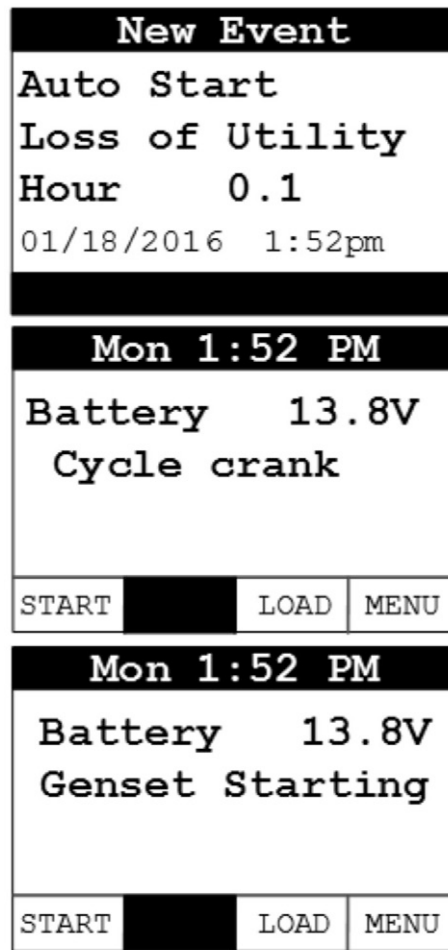 New Event
Auto Start
Loss of Utility
Hour 0.1
01/18/2016 1:52pm
Mon 1:52 PM
Battery 13.8V
Cycle crank
START LOAD MENU
Mon 1:52 PM
Battery 13.8V
Genset Starting
START LOAD MENU